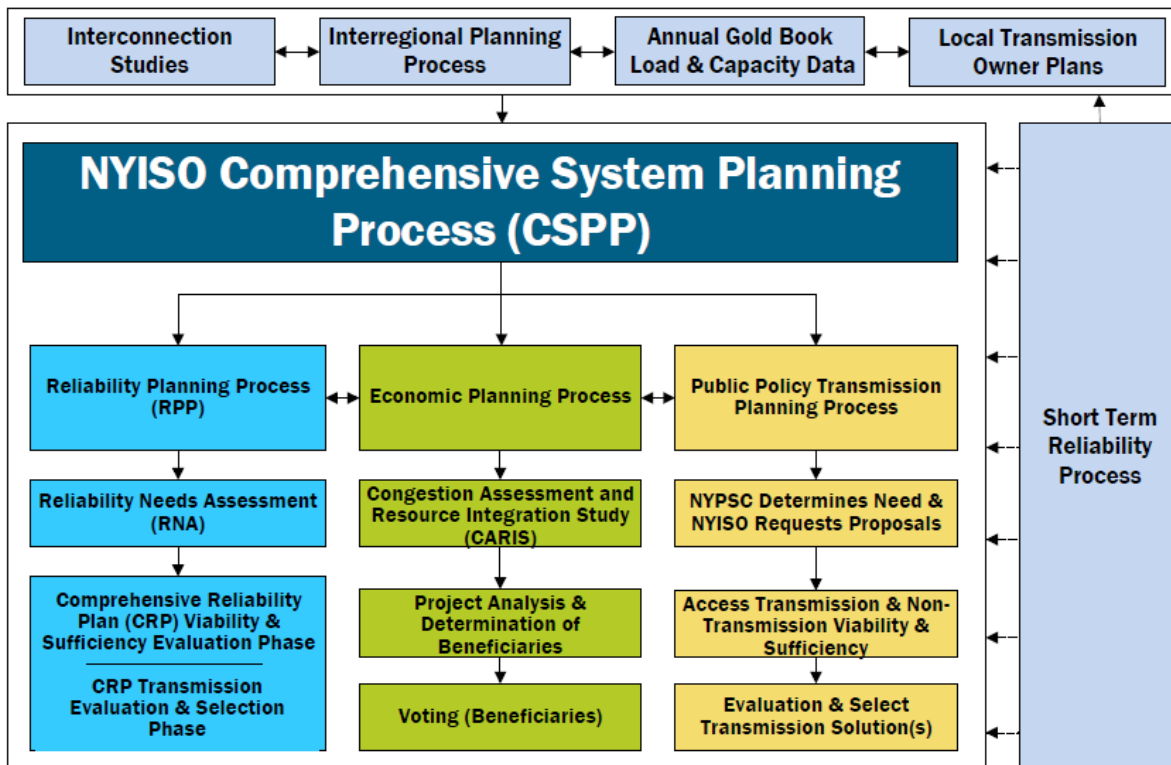 Interconnection
Studies
Interregional Planning
Process
Annual Gold Book
Load & Capacity Data
Local Transmission
Owner Plans
NYISO Comprehensive System Planning
Process (CSPP)
Reliability Planning Process
(RPP)
Economic Planning Process
Public Policy Transmission
Planning Process
Reliability Needs Assessment
(RNA)
Congestion Assessment and
Resource Integration Study
(CARIS)
NYPSC Determines Need &
NYISO Requests Proposals
Comprehensive Reliability
Plan (CRP) Viability &
Sufficiency Evaluation Phase
CRP Transmission
Evaluation & Selection
Phase
Project Analysis &
Determination of
Beneficiaries
Access Transmission & Non-
Transmission Viability &
Sufficiency
Voting (Beneficiaries)
Evaluation & Select
Transmission Solution(s)
Short Term
Reliability
Process